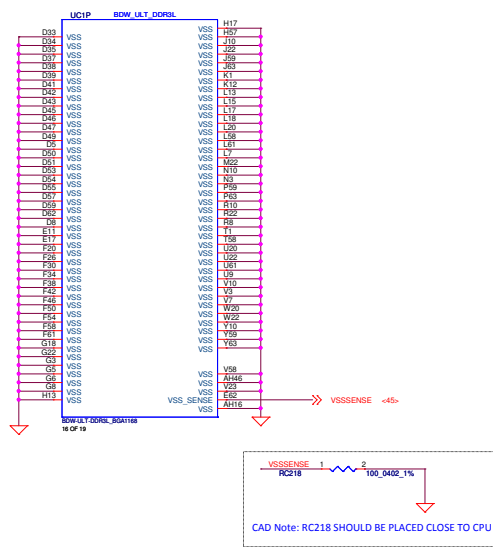 UC1P BDW_ULT_DDR3L
VSS H17
D33 VSS VSS H57
D34 VSS VSS J10
D35 VSS VSS J22
D37 VSS VSS J59
D38 VSS VSS J63
D39 VSS VSS K1
D41 VSS VSS K12
D42 VSS VSS L13
D43 VSS VSS L15
D45 VSS VSS L17
D46 VSS VSS L18
D47 VSS VSS L20
D49 VSS VSS L58
D5 VSS VSS L61
D50 VSS VSS L7
D51 VSS VSS M22
D53 VSS VSS N10
D54 VSS VSS N3
D55 VSS VSS P59
D57 VSS VSS P63
D59 VSS VSS R10
D62 VSS VSS R22
D8 VSS VSS R8
E11 VSS VSS T1
E17 VSS VSS T58
F20 VSS VSS U20
F26 VSS VSS U22
F30 VSS VSS U61
F34 VSS VSS U9
F38 VSS VSS V10
F42 VSS VSS V3
F46 VSS VSS V7
F50 VSS VSS W20
F54 VSS VSS W22
F58 VSS VSS Y10
F61 VSS VSS Y59
G18 VSS VSS Y63
G22 VSS
G3 VSS
G5 VSS VSS V58
G6 VSS VSS AH46
G8 VSS VSS V23
H13 VSS VSS_SENSE E62 VSSSENSE <45>
VSS AH16
BDW-ULT-DDR3L_BGA1168
16 OF 19
VSSSENSE 1 2
RC218 100_0402_1%
CAD Note: RC218 SHOULD BE PLACED CLOSE TO CPU